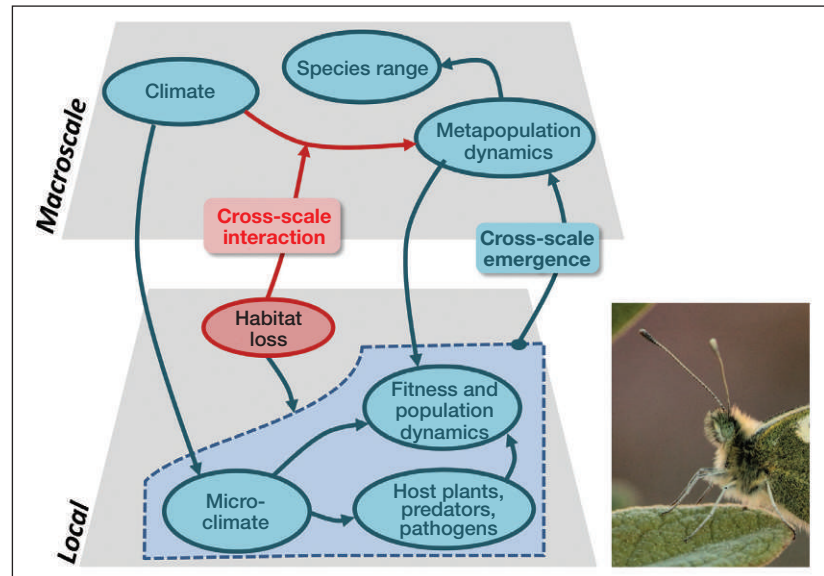 Macroscale
Climate
Species range
Metapopulation
dynamics
Cross-scale
interaction
Cross-scale
emergence
Local
Habitat
loss
Fitness and
population
dynamics
Micro-
climate
Host plants,
predators,
pathogens